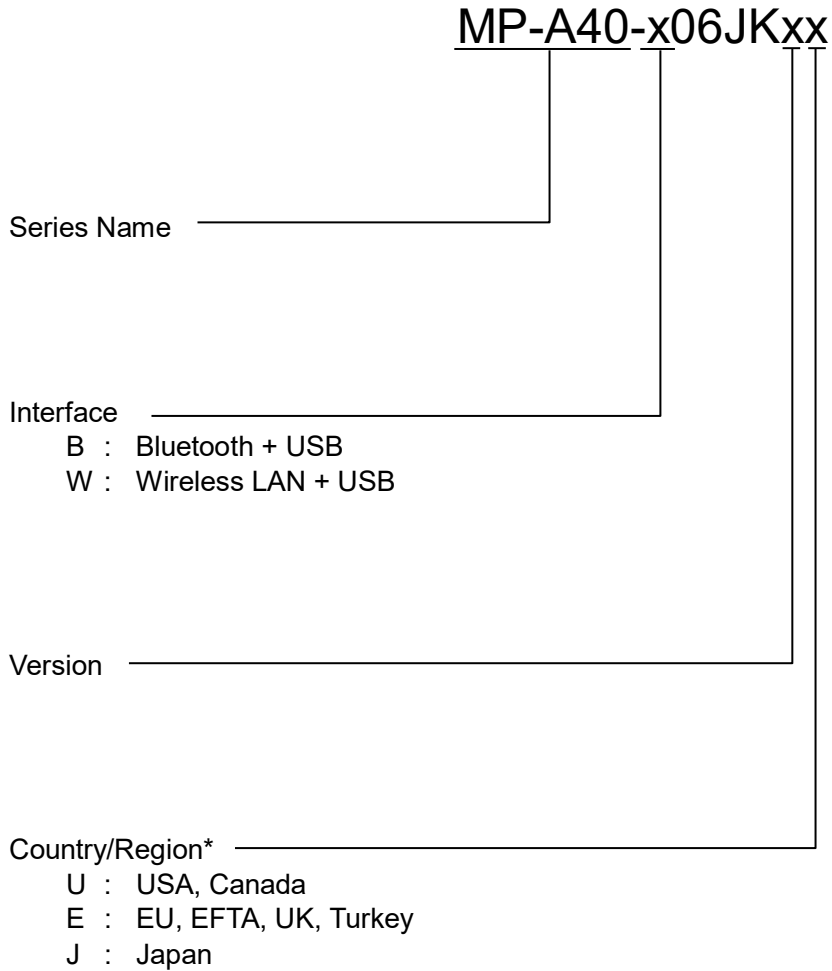 MP-A40-x06JKxx
Series Name
Interface
B : Bluetooth + USB
W : Wireless LAN + USB
Version
Country/Region*
U : USA, Canada
E : EU, EFTA, UK, Turkey
J : Japan